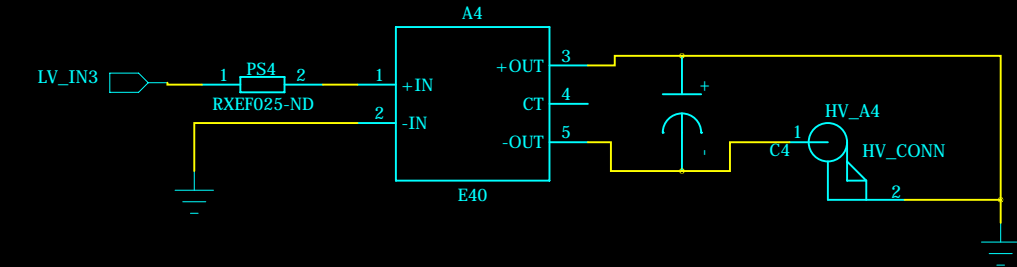 A4
LV_IN3
1
PS4
2
RXEF025-ND
1
+IN
2
-IN
+OUT
3
CT
4
-OUT
5
E40
+
-
C4
1
HV_A4
HV_CONN
2